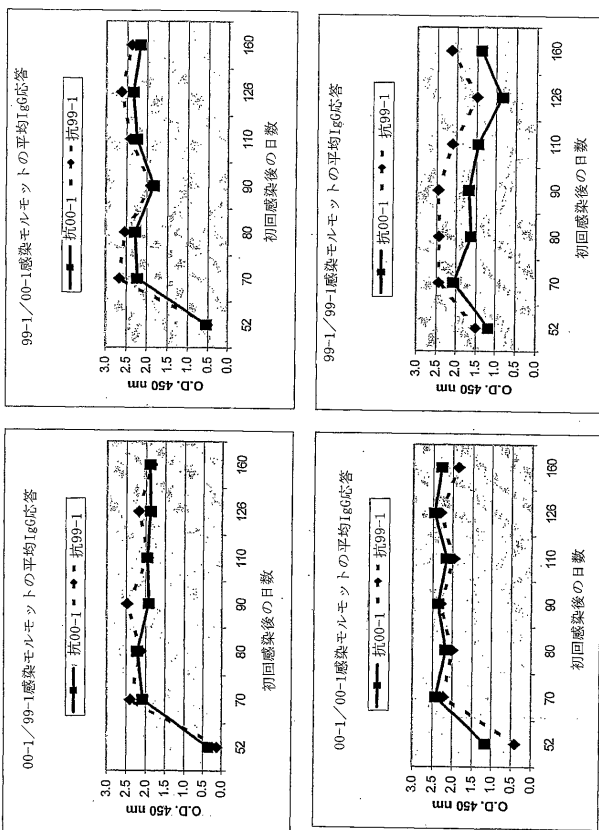 00-1／99-1感染モルモットの平均IgG応答
抗00-1 抗99-1
O.D. 450 nm
3.0
2.5
2.0
1.5
1.0
0.5
0.0
52 70 80 90 110 126 160
初回感染後の日数
99-1／00-1感染モルモットの平均IgG応答
抗00-1 抗99-1
O.D. 450 nm
3.0
2.5
2.0
1.5
1.0
0.5
0.0
52 70 80 90 110 126 160
初回感染後の日数
00-1／00-1感染モルモットの平均IgG応答
抗00-1 抗99-1
O.D. 450 nm
3.0
2.5
2.0
1.5
1.0
0.5
0.0
52 70 80 90 110 126 160
初回感染後の日数
99-1／99-1感染モルモットの平均IgG応答
抗00-1 抗99-1
O.D. 450 nm
3.0
2.5
2.0
1.5
1.0
0.5
0.0
52 70 80 90 110 126 160
初回感染後の日数